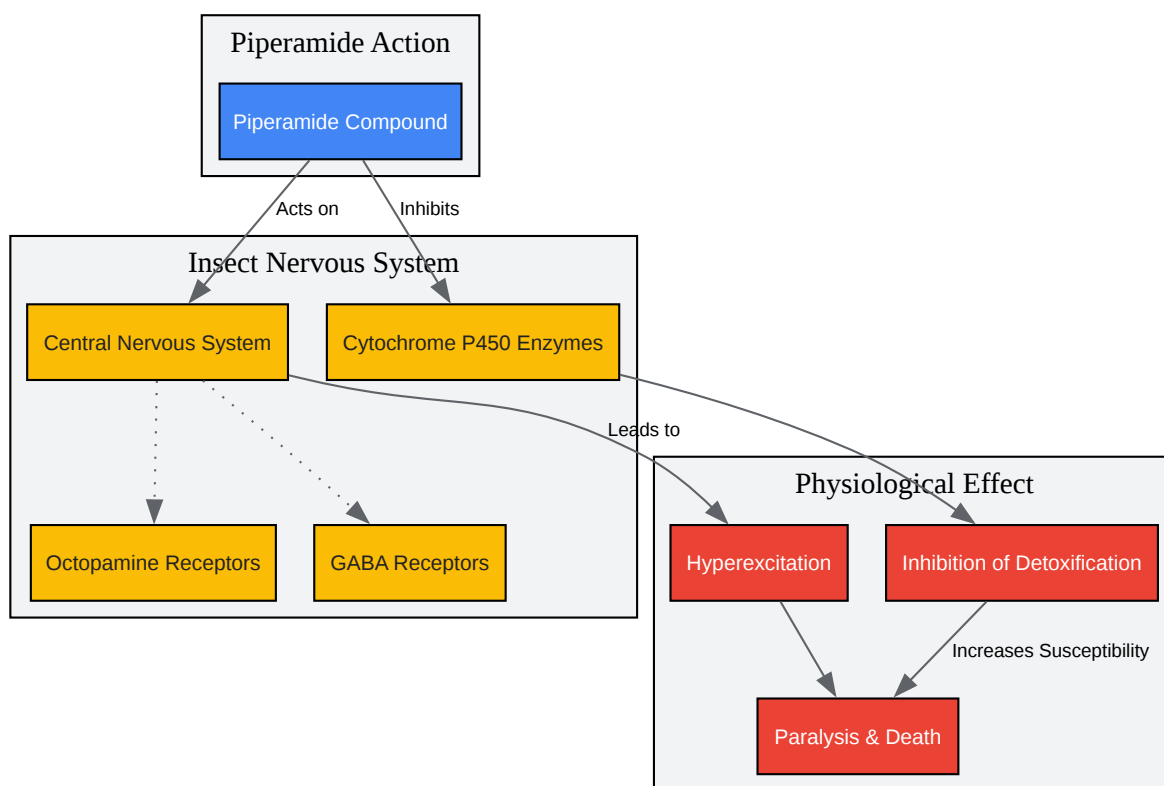 Piperamide Action
Piperamide Compound
Acts on
Inhibits
Insect Nervous System
Central Nervous System
Cytochrome P450 Enzymes
Leads to
Physiological Effect
Octopamine Receptors
GABA Receptors
Hyperexcitation
Inhibition of Detoxification
Increases Susceptibility
Paralysis & Death